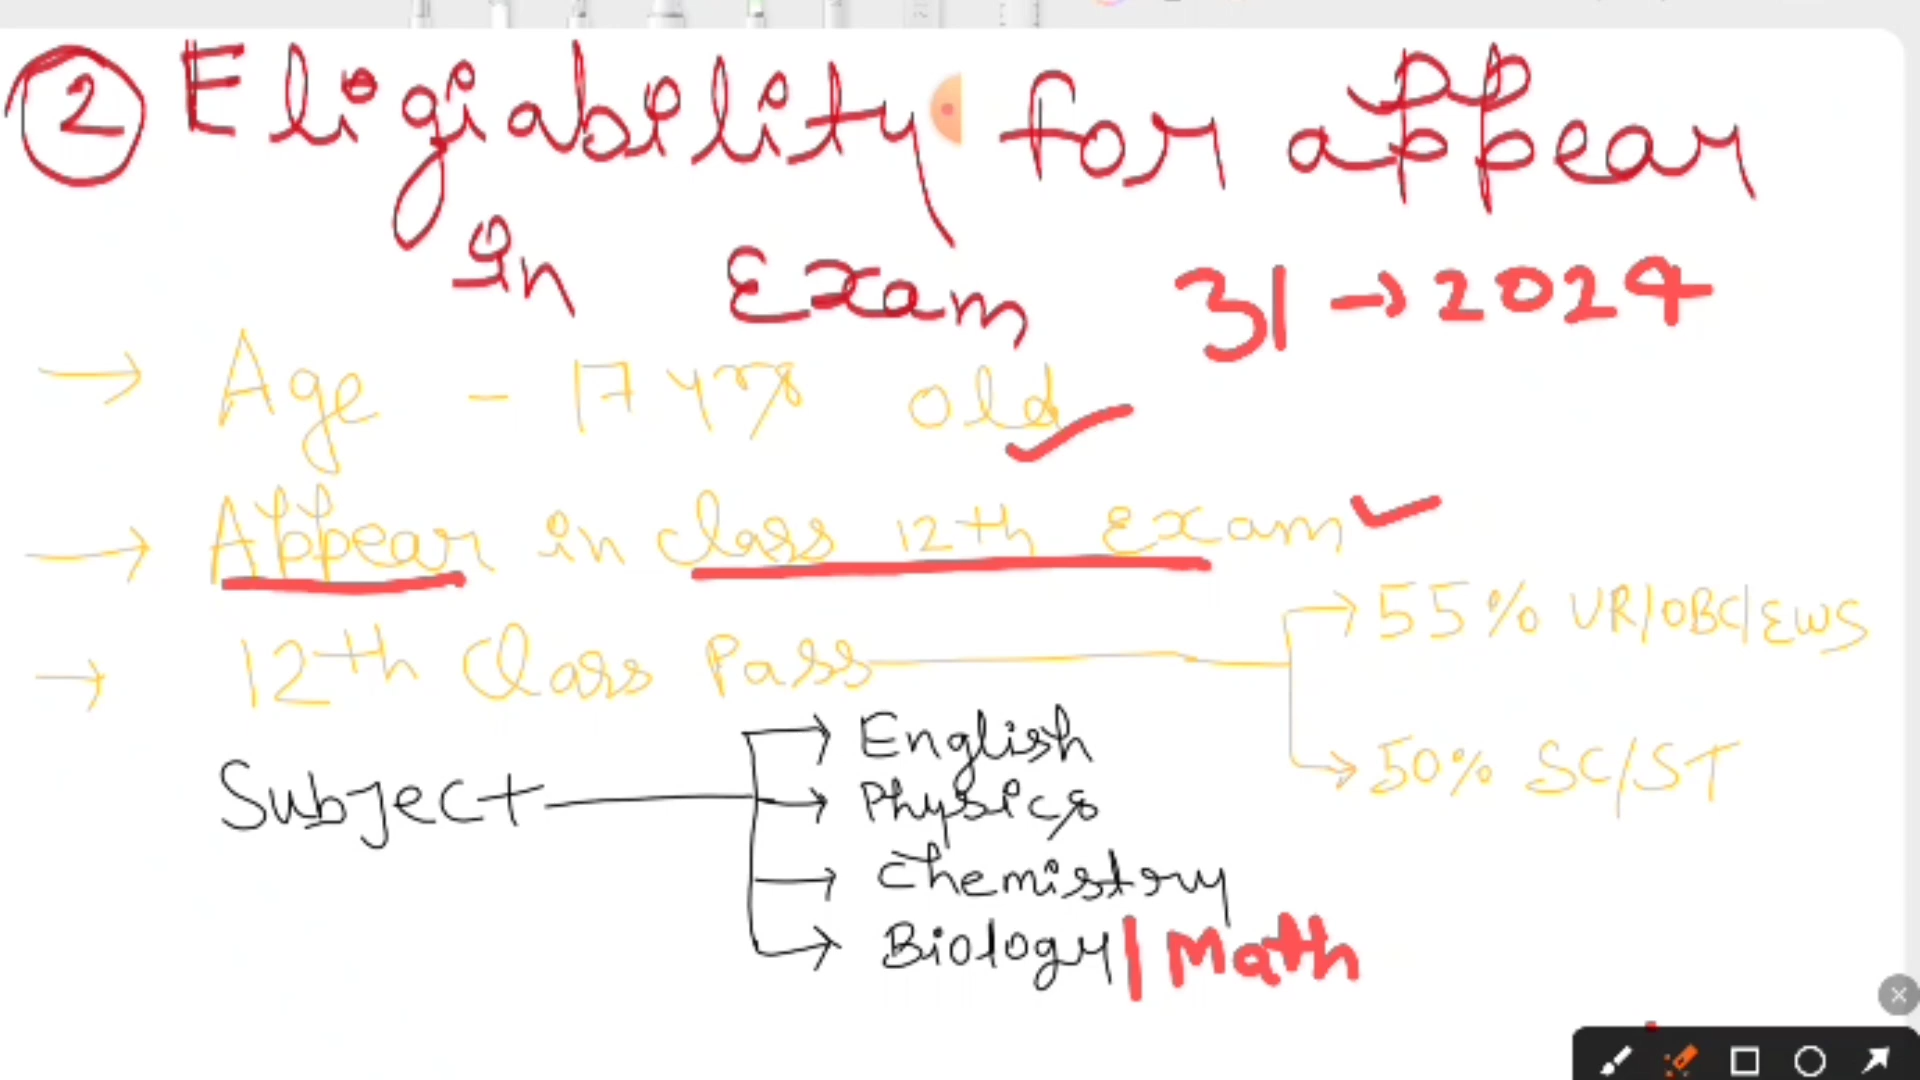 ② Eligiability for appear
in Exam 31 → 2024
→ Age - 17 yrs old ✓
→ Appear in class 12th Exam ✓
→ 12th Class Pass → 55% UR/OBC/EWS
→ 50% SC/ST
Subject → English
→ Physics
→ Chemistry
→ Biology | Math